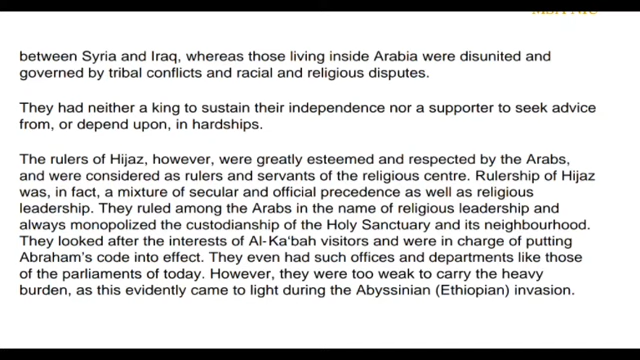 between Syria and Iraq, whereas those living inside Arabia were disunited and
governed by tribal conflicts and racial and religious disputes.
They had neither a king to sustain their independence nor a supporter to seek advice
from, or depend upon, in hardships.
The rulers of Hijaz, however, were greatly esteemed and respected by the Arabs,
and were considered as rulers and servants of the religious centre. Rulership of Hijaz
was, in fact, a mixture of secular and official precedence as well as religious
leadership. They ruled among the Arabs in the name of religious leadership and
always monopolized the custodianship of the Holy Sanctuary and its neighbourhood.
They looked after the interests of Al-Ka‘bah visitors and were in charge of putting
Abraham’s code into effect. They even had such offices and departments like those
of the parliaments of today. However, they were too weak to carry the heavy
burden, as this evidently came to light during the Abyssinian (Ethiopian) invasion.